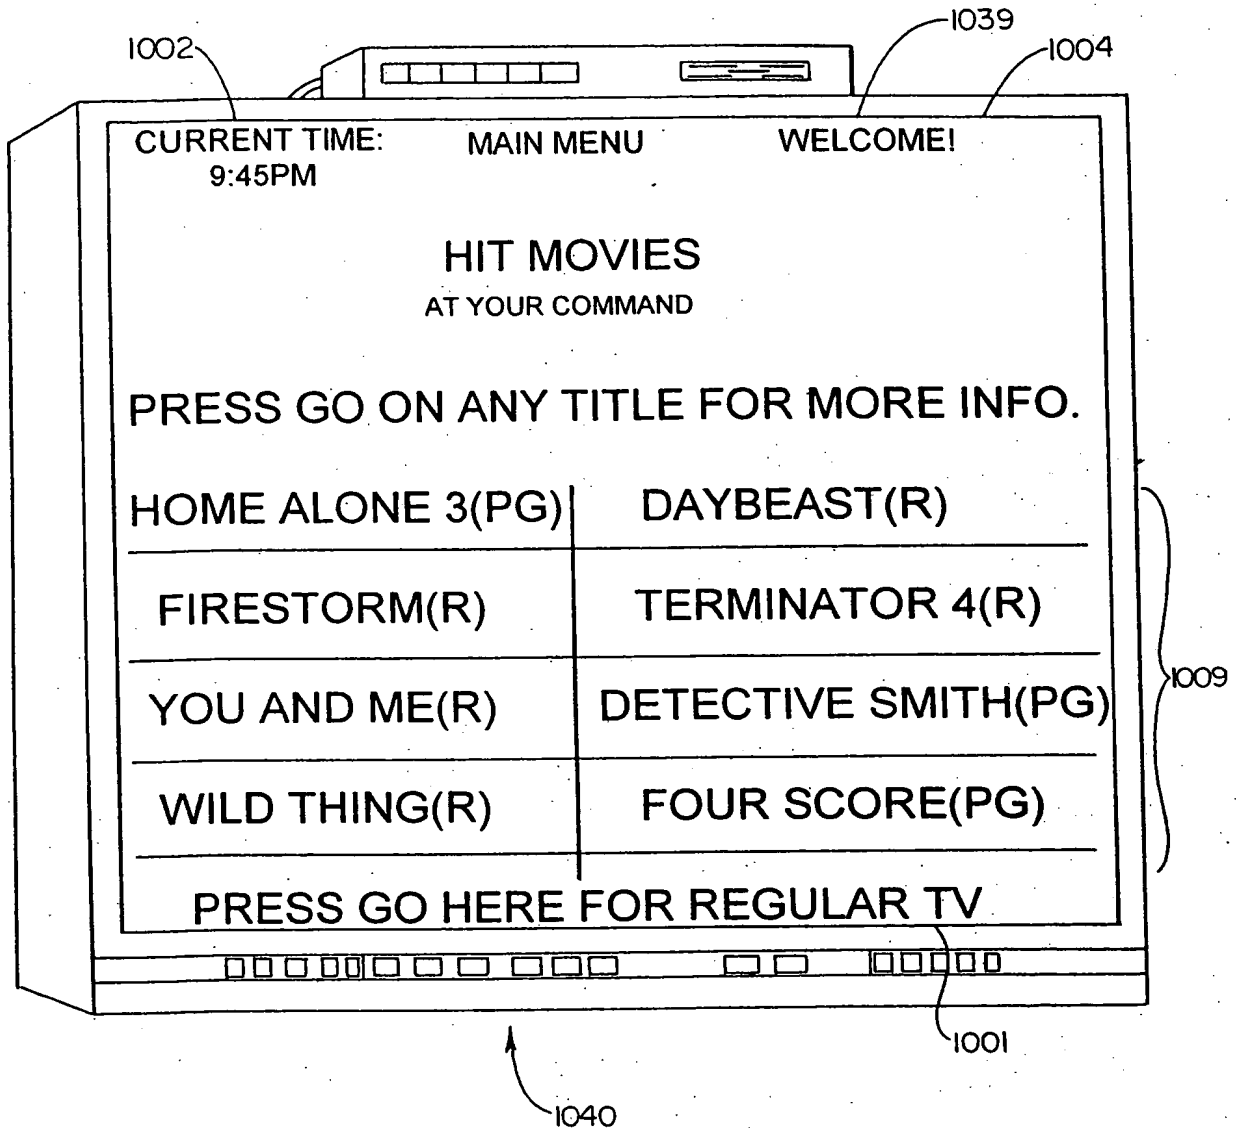 1039
1002
1004
CURRENT TIME: MAIN MENU WELCOME!
9:45PM
HIT MOVIES
AT YOUR COMMAND
PRESS GO ON ANY TITLE FOR MORE INFO.
HOME ALONE 3(PG) DAYBEAST(R)
FIRESTORM(R) TERMINATOR 4(R)
1009
YOU AND ME(R) DETECTIVE SMITH(PG)
WILD THING(R) FOUR SCORE(PG)
PRESS GO HERE FOR REGULAR TV
1001
1040